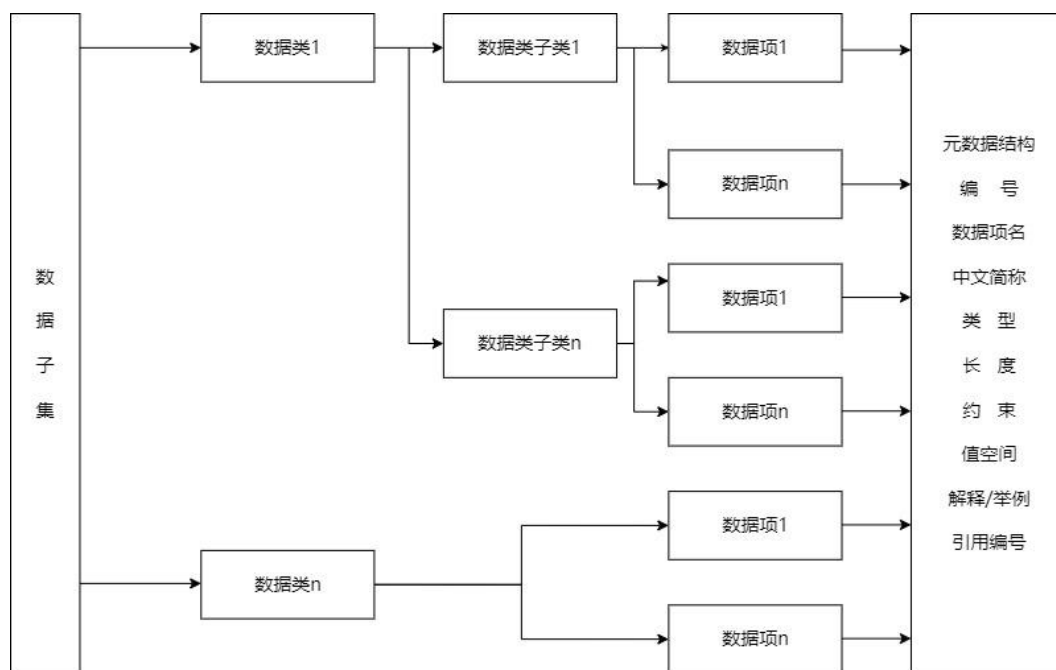 数
据
子
集
数据类1
数据类子类1
数据项1
数据项n
数据类子类n
数据项1
数据项n
数据类n
数据项1
数据项n
元数据结构
编 号
数据项名
中文简称
类 型
长 度
约 束
值空间
解释/举例
引用编号